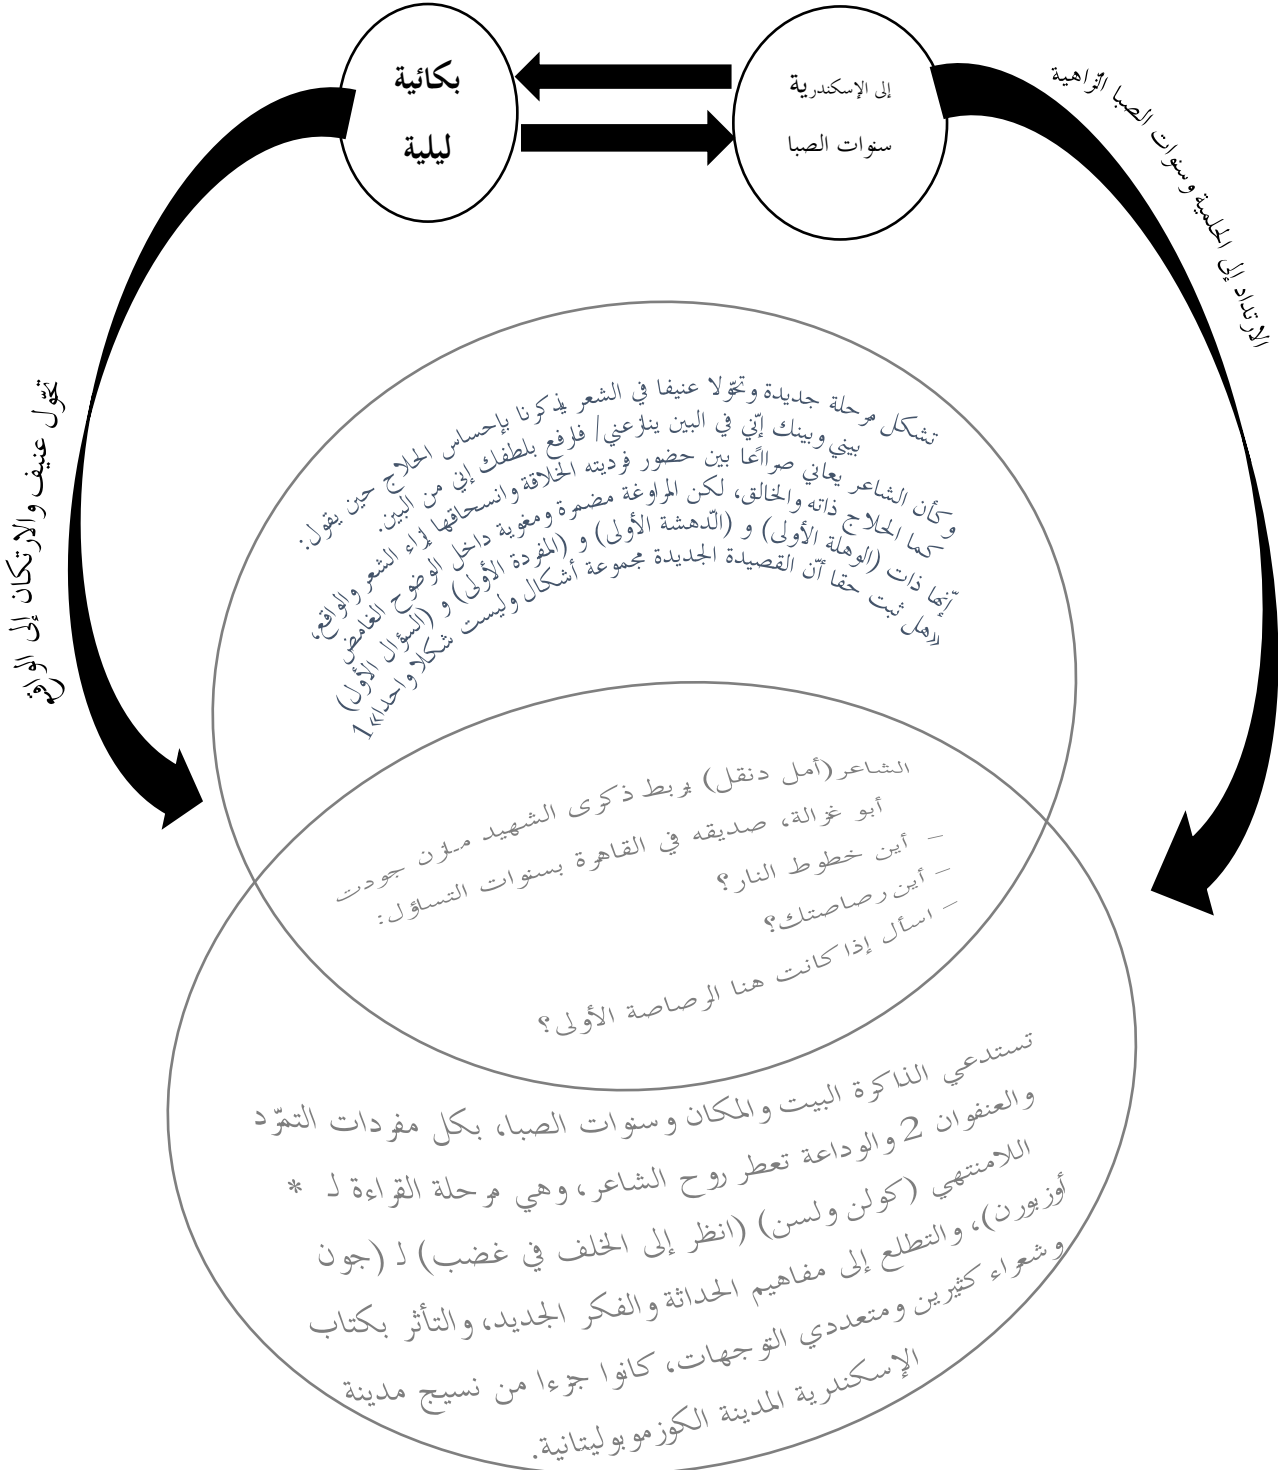 إلى الإسكندرية
سنوات الصبا
بكائية
ليلية
الارتداد إلى الحلمية وسنوات الصبا الزّاهية
تحوّل عنيف والارتكان إلى الواقع
تشكل مرحلة جديدة وتحّولا عنيفا في الشعر يذكرنا بإحساس الحلاج حين يقول:
بيني وبينك إنّي في البين ينازعني/ فارفع بلطفك إني من البين.
وكأن الشاعر يعاني صرااعًا بين حضور فرديته الخلاقة وانسحاقها إزاء الشعر والواقع،
كما الحلاج ذاته والخالق، لكن المراوغة مضمرة ومغوية داخل الوضوح الغامض
إنّها ذات (الوهلة الأولى) و (الدّهشة الأولى) و (المفردة الأولى) و (السؤال الأول)
«هل ثبت حقا أنّ القصيدة الجديدة مجموعة أشكال وليست شكلا واحدا»1
الشاعر (أمل دنقل) يربط ذكرى الشهيد مازن جودت
أبو غزالة، صديقه في القاهرة بسنوات التساؤل:
- أين خطوط النار؟
- أين رصاصتك؟
- اسأل إذا كانت هنا الرصاصة الأولى؟
تستدعي الذاكرة البيت والمكان وسنوات الصبا، بكل مفردات التمرّد
والعنفوان 2 والوداعة تعطر روح الشاعر، وهي مرحلة القراءة لـ *
اللامنتهي (كولن ولسن) (انظر إلى الخلف في غضب) لـ (جون
أوزبورن)، والتطلع إلى مفاهيم الحداثة والفكر الجديد، والتأثر بكتاب
وشعراء كثيرين ومتعددي التوجهات، كانوا جزءا من نسيج مدينة
الإسكندرية المدينة الكوزموبوليتانية.